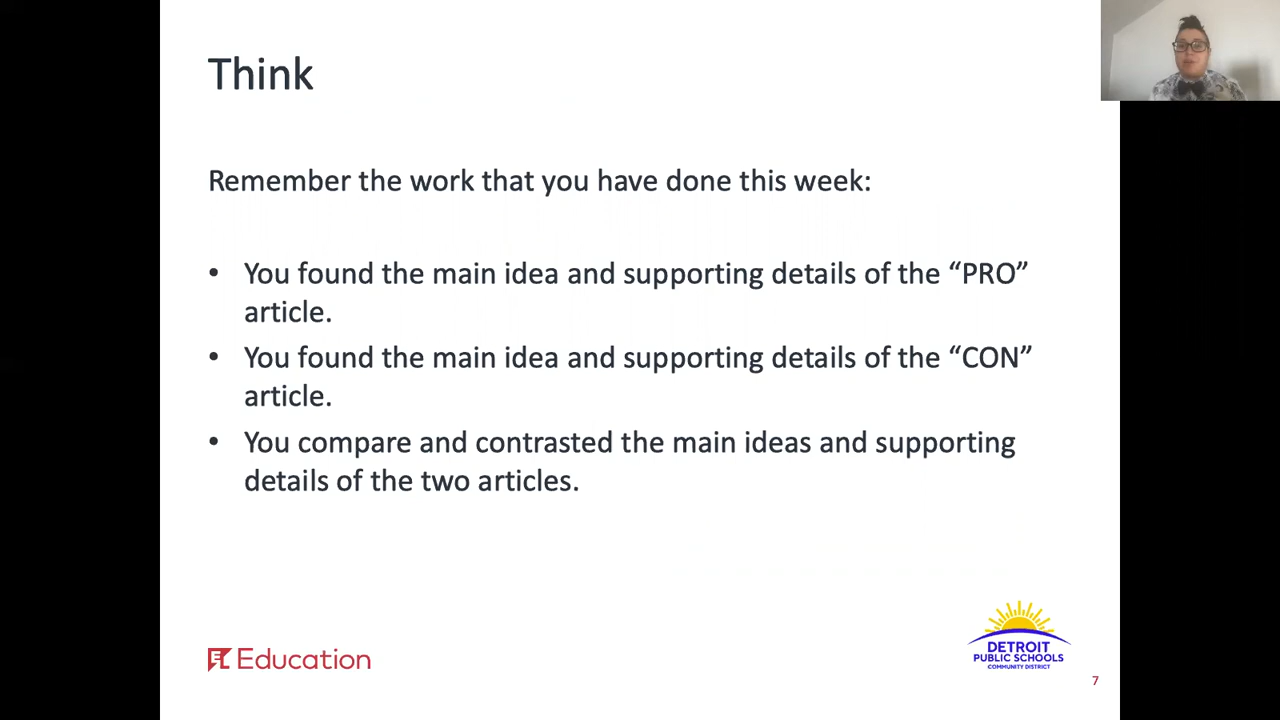 Think
Remember the work that you have done this week:
• You found the main idea and supporting details of the “PRO”
article.
• You found the main idea and supporting details of the “CON”
article.
• You compare and contrasted the main ideas and supporting
details of the two articles.
EL Education
DETROIT
PUBLIC SCHOOLS
COMMUNITY DISTRICT
7